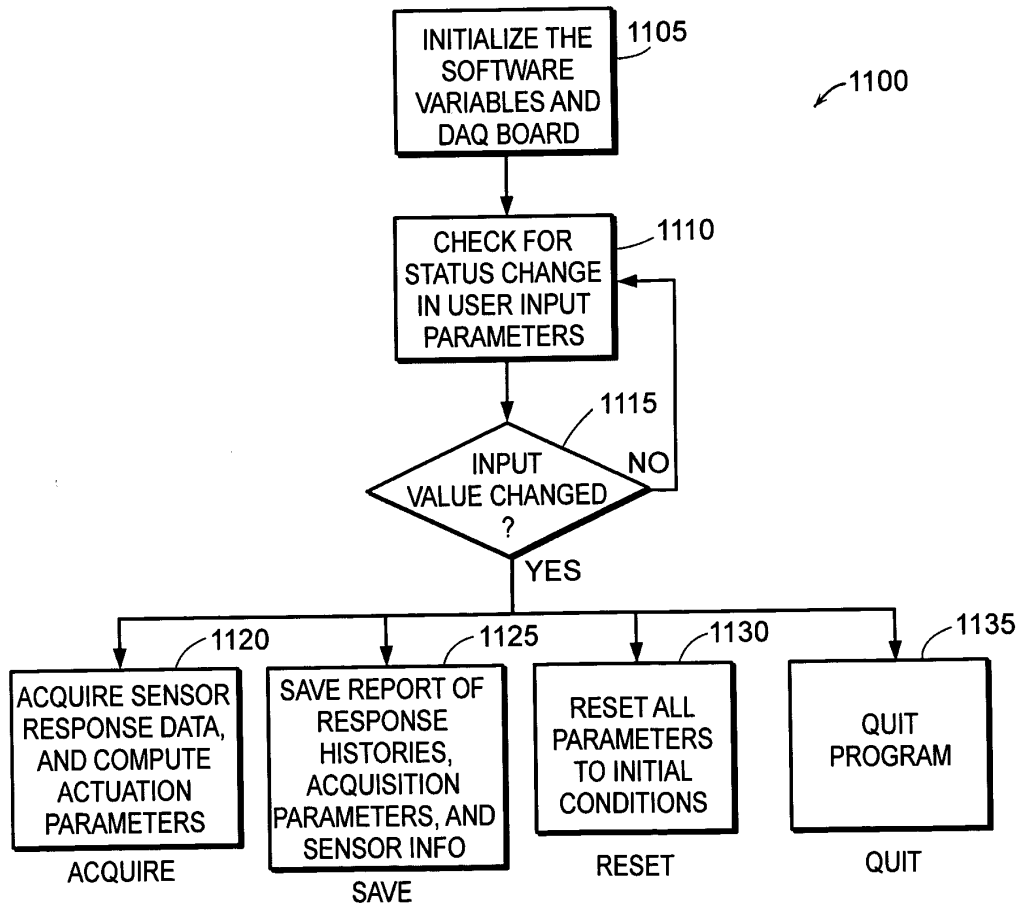 1105
INITIALIZE THE
SOFTWARE
VARIABLES AND
DAQ BOARD
1100
1110
CHECK FOR
STATUS CHANGE
IN USER INPUT
PARAMETERS
1115
INPUT
VALUE CHANGED
?
NO
YES
1120
ACQUIRE SENSOR
RESPONSE DATA,
AND COMPUTE
ACTUATION
PARAMETERS
ACQUIRE
1125
SAVE REPORT OF
RESPONSE
HISTORIES,
ACQUISITION
PARAMETERS, AND
SENSOR INFO
SAVE
1130
RESET ALL
PARAMETERS
TO INITIAL
CONDITIONS
RESET
1135
QUIT
PROGRAM
QUIT